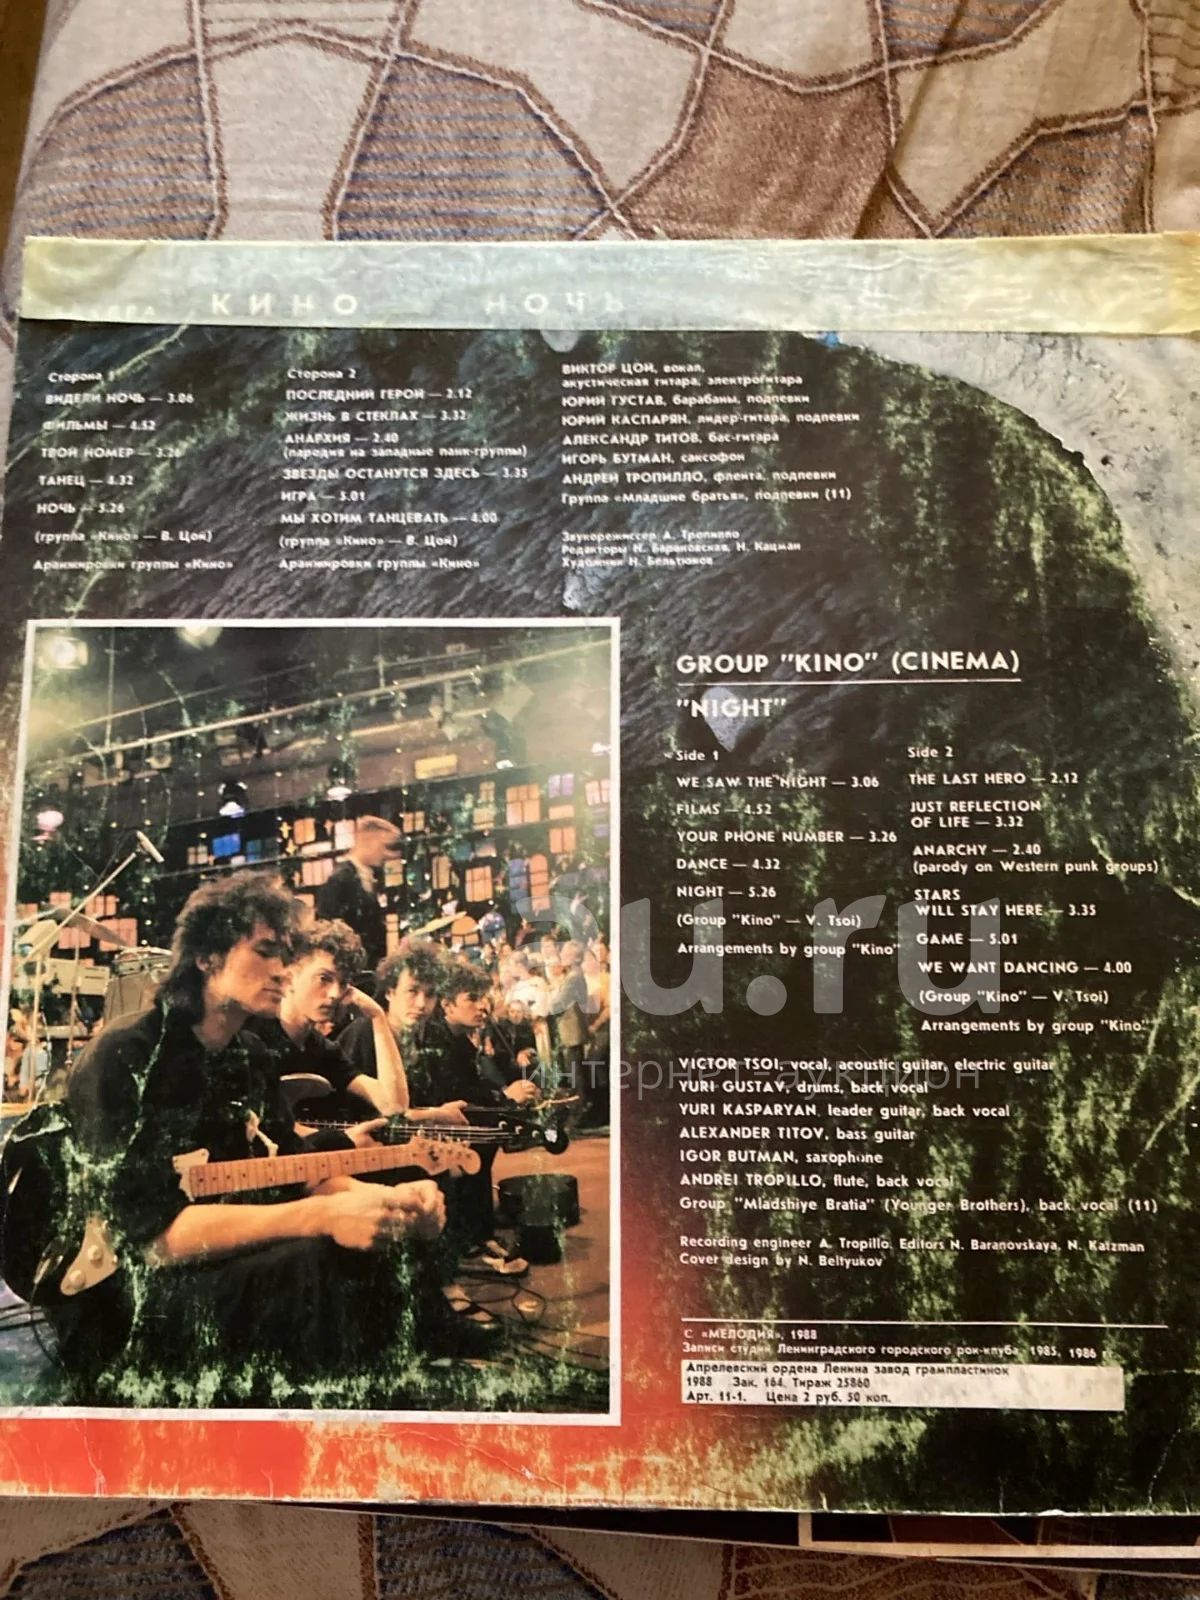 КИНО НОЧЬ
Сторона 1
ВИДЕЛИ НОЧЬ — 3.06
ФИЛЬМЫ — 4.52
ТВОЙ НОМЕР — 3.26
ТАНЕЦ — 4.32
НОЧЬ — 5.26
(группа «Кино» — В. Цой)
Аранжировки группы «Кино»
Сторона 2
ПОСЛЕДНИЙ ГЕРОЙ — 2.12
ЖИЗНЬ В СТЕКЛАХ — 3.32
АНАРХИЯ — 2.40
(пародия на западные панк-группы)
ЗВЕЗДЫ ОСТАНУТСЯ ЗДЕСЬ — 3.35
ИГРА — 5.01
МЫ ХОТИМ ТАНЦЕВАТЬ — 4.00
(группа «Кино» — В. Цой)
Аранжировки группы «Кино»
ВИКТОР ЦОЙ, вокал,
акустическая гитара, электрогитара
ЮРИЙ ГУСТАВ, барабаны, подпевки
ЮРИЙ КАСПАРЯН, лидер-гитара, подпевки
АЛЕКСАНДР ТИТОВ, бас-гитара
ИГОРЬ БУТМАН, саксофон
АНДРЕЙ ТРОПИЛЛО, флейта, подпевки
Группа «Младшие братья», подпевки (11)
Звукорежиссер А. Тропилло
Редакторы Н. Барановская, Н. Кацман
Художник Н. Бельтюков
GROUP "KINO" (CINEMA)
"NIGHT"
Side 1
WE SAW THE NIGHT — 3.06
FILMS — 4.52
YOUR PHONE NUMBER — 3.26
DANCE — 4.32
NIGHT — 5.26
(Group "Kino" — V. Tsoi)
Arrangements by group "Kino"
Side 2
THE LAST HERO — 2.12
JUST REFLECTION
OF LIFE — 3.32
ANARCHY — 2.40
(parody on Western punk groups)
STARS
WILL STAY HERE — 3.35
GAME — 5.01
WE WANT DANCING — 4.00
(Group "Kino" — V. Tsoi)
Arrangements by group "Kino"
VICTOR TSOI, vocal, acoustic guitar, electric guitar
YURI GUSTAV, drums, back vocal
YURI KASPARYAN, leader guitar, back vocal
ALEXANDER TITOV, bass guitar
IGOR BUTMAN, saxophone
ANDREI TROPILLO, flute, back vocal
Group "Mladshiye Bratia" (Younger Brothers), back vocal (11)
Recording engineer A. Tropillo. Editors N. Baranovskaya, N. Katzman
Cover design by N. Beltyukov
С «МЕЛОДИЯ», 1988
Записи студии Ленинградского городского рок-клуба, 1985, 1986 гг.
Апрелевский ордена Ленина завод грампластинок
1988 Зак. 164. Тираж 25860
Арт. 11-1. Цена 2 руб. 50 коп.
au.ru
интернет-аукцион